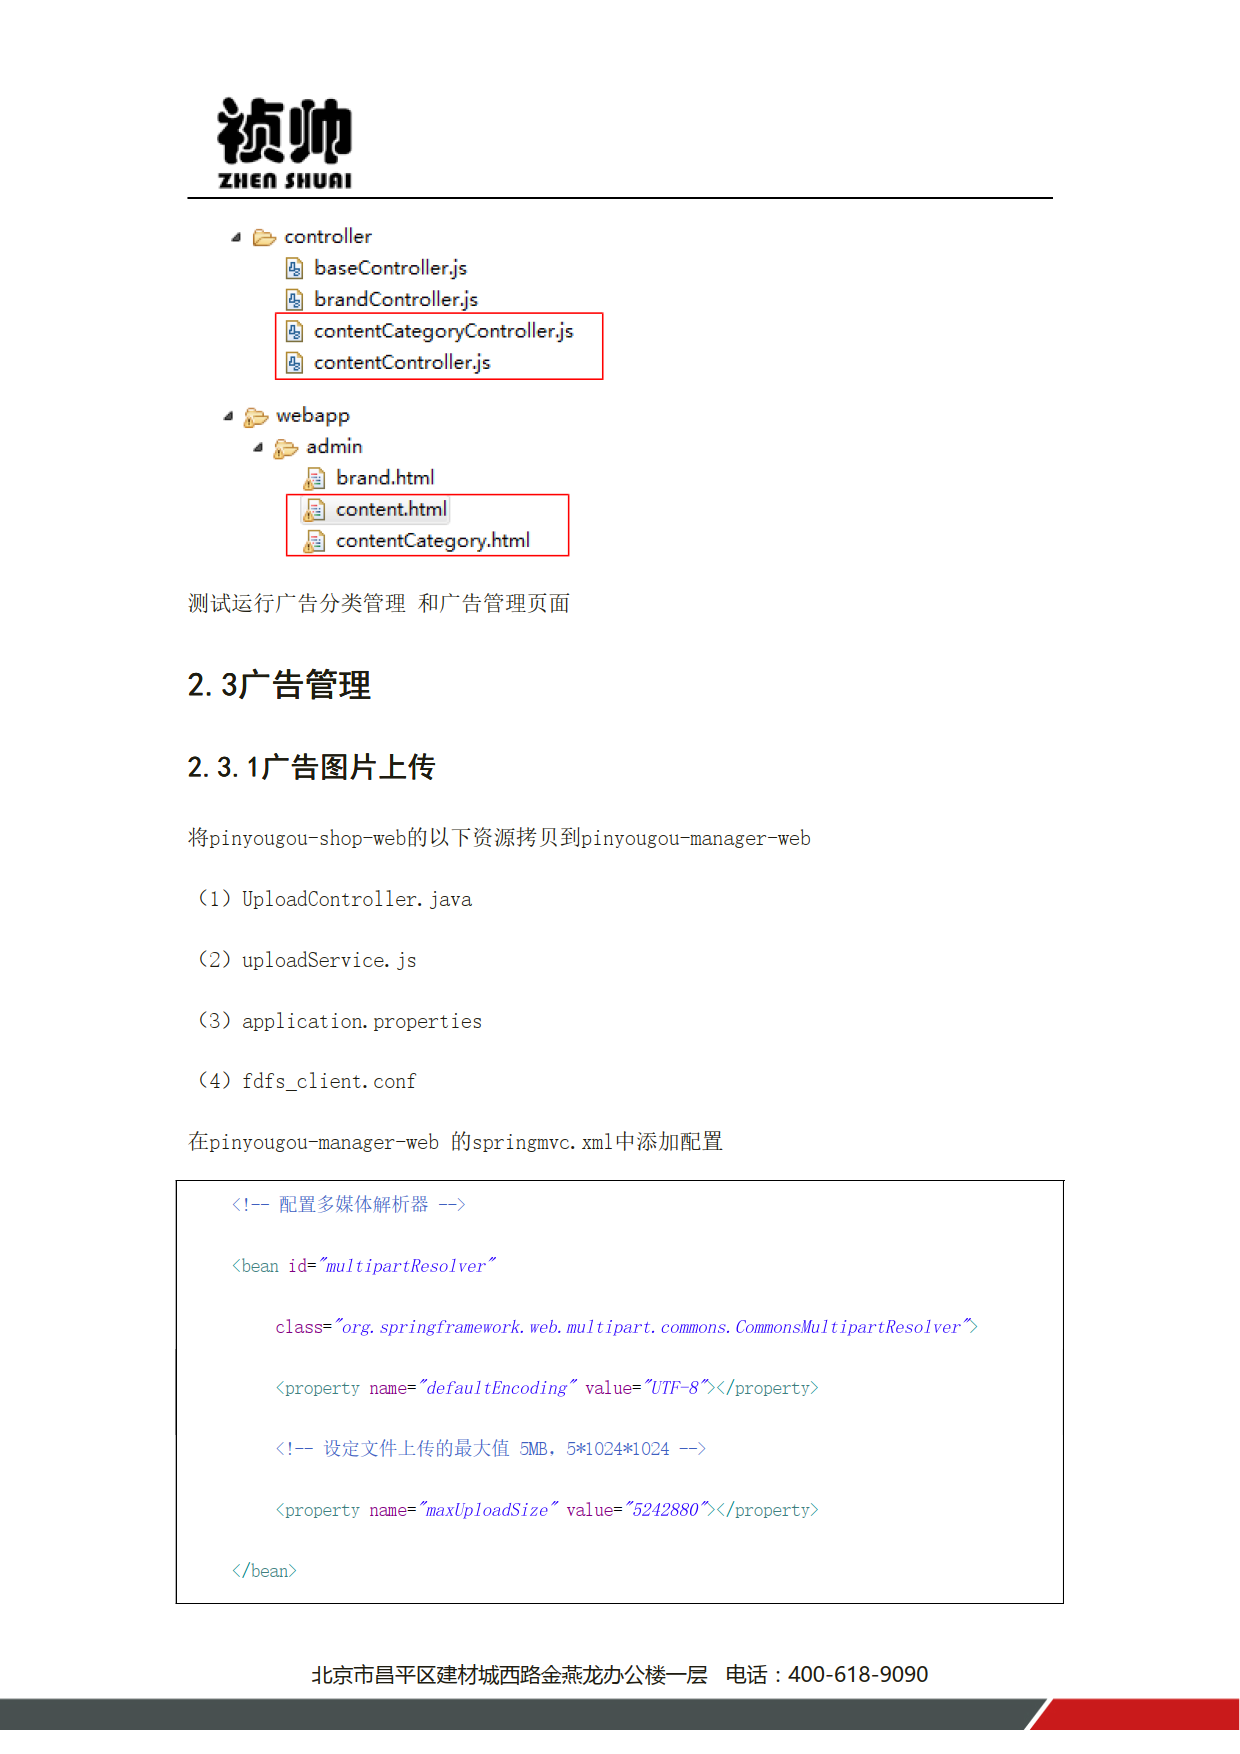 祯帅
ZHEN SHUAI
controller
baseController.js
brandController.js
contentCategoryController.js
contentController.js
webapp
admin
brand.html
content.html
contentCategory.html
测试运行广告分类管理 和广告管理页面
2.3广告管理
2.3.1广告图片上传
将pinyougou-shop-web的以下资源拷贝到pinyougou-manager-web
（1）UploadController.java
（2）uploadService.js
（3）application.properties
（4）fdfs_client.conf
在pinyougou-manager-web 的springmvc.xml中添加配置
<!-- 配置多媒体解析器 -->
<bean id="multipartResolver"
class="org.springframework.web.multipart.commons.CommonsMultipartResolver">
<property name="defaultEncoding" value="UTF-8"></property>
<!-- 设定文件上传的最大值 5MB，5*1024*1024 -->
<property name="maxUploadSize" value="5242880"></property>
</bean>
北京市昌平区建材城西路金燕龙办公楼一层 电话：400-618-9090